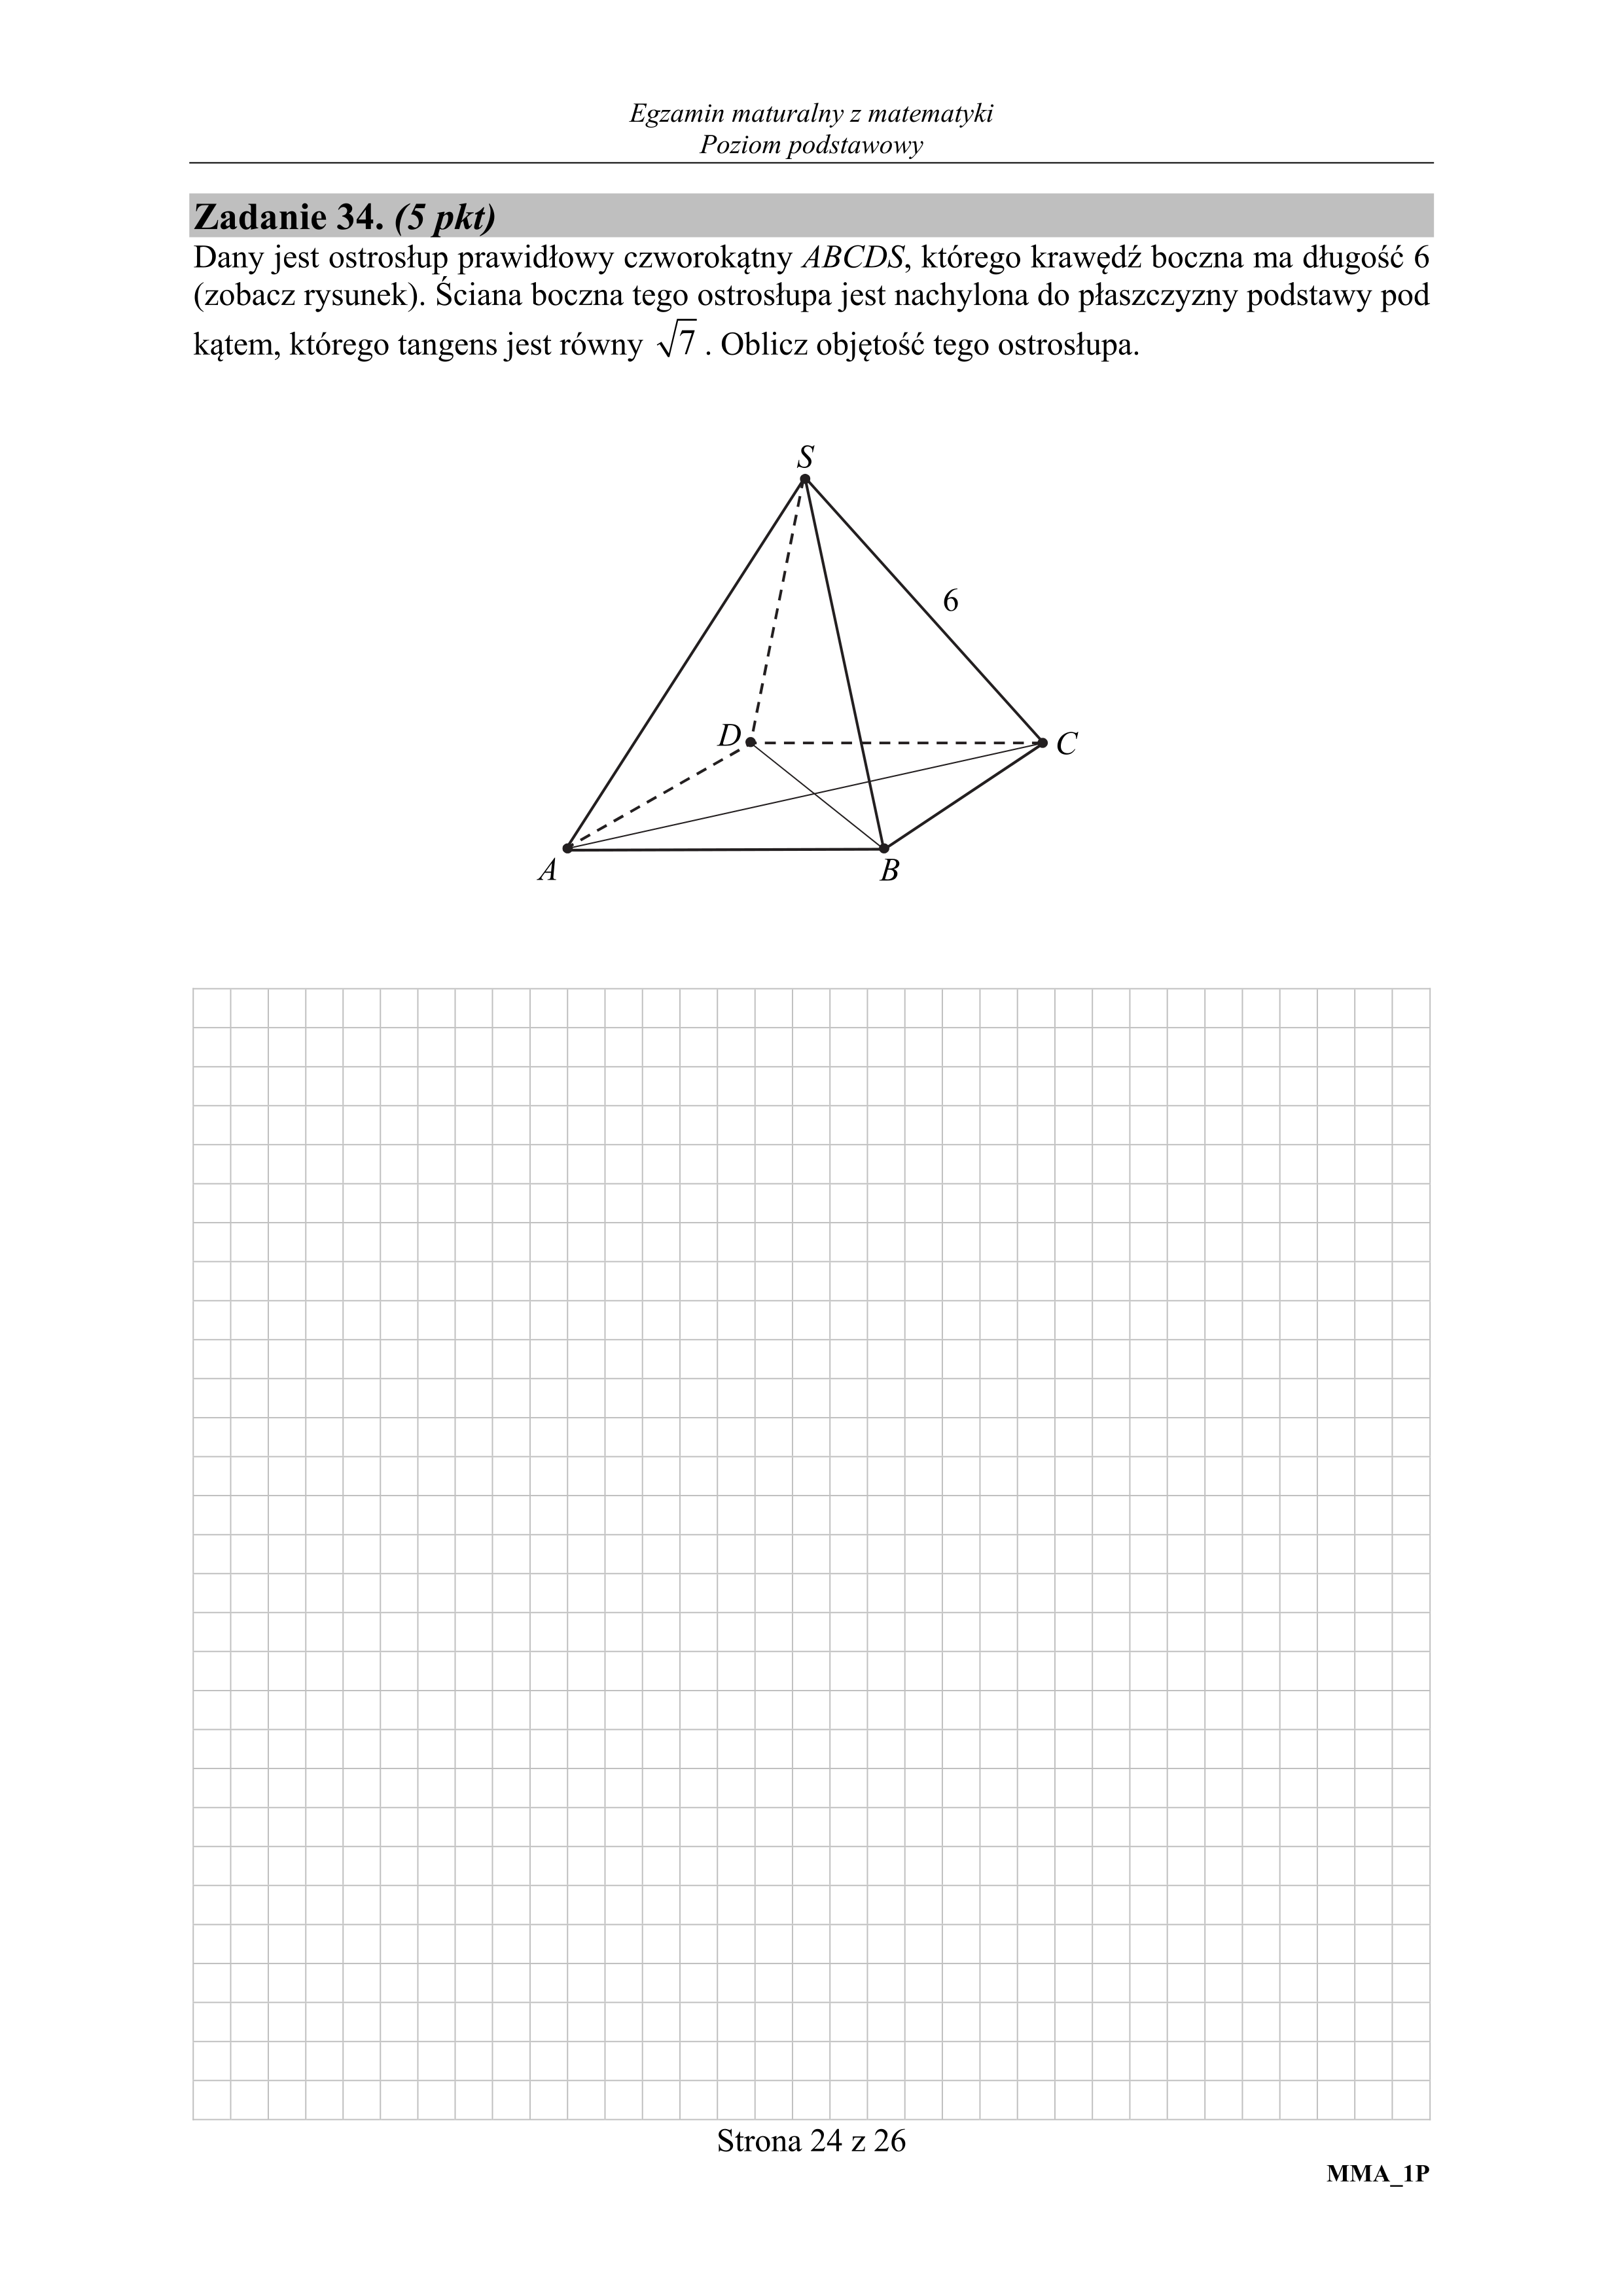 Egzamin maturalny z matematyki
Poziom podstawowy
Zadanie 34. (5 pkt)
Dany jest ostrosłup prawidłowy czworokątny ABCDS, którego krawędź boczna ma długość 6
(zobacz rysunek). Ściana boczna tego ostrosłupa jest nachylona do płaszczyzny podstawy pod
kątem, którego tangens jest równy √7 . Oblicz objętość tego ostrosłupa.
S
6
D
C
A
B
Strona 24 z 26
MMA_1P